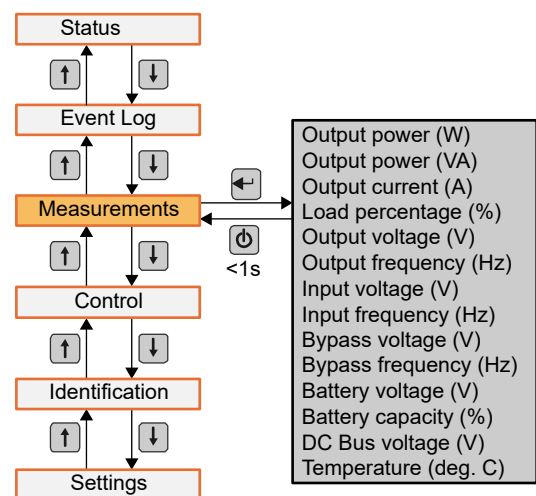 Status
Event Log
Measurements
<1s
Control
Identification
Settings
Output power (W)
Output power (VA)
Output current (A)
Load percentage (%)
Output voltage (V)
Output frequency (Hz)
Input voltage (V)
Input frequency (Hz)
Bypass voltage (V)
Bypass frequency (Hz)
Battery voltage (V)
Battery capacity (%)
DC Bus voltage (V)
Temperature (deg. C)